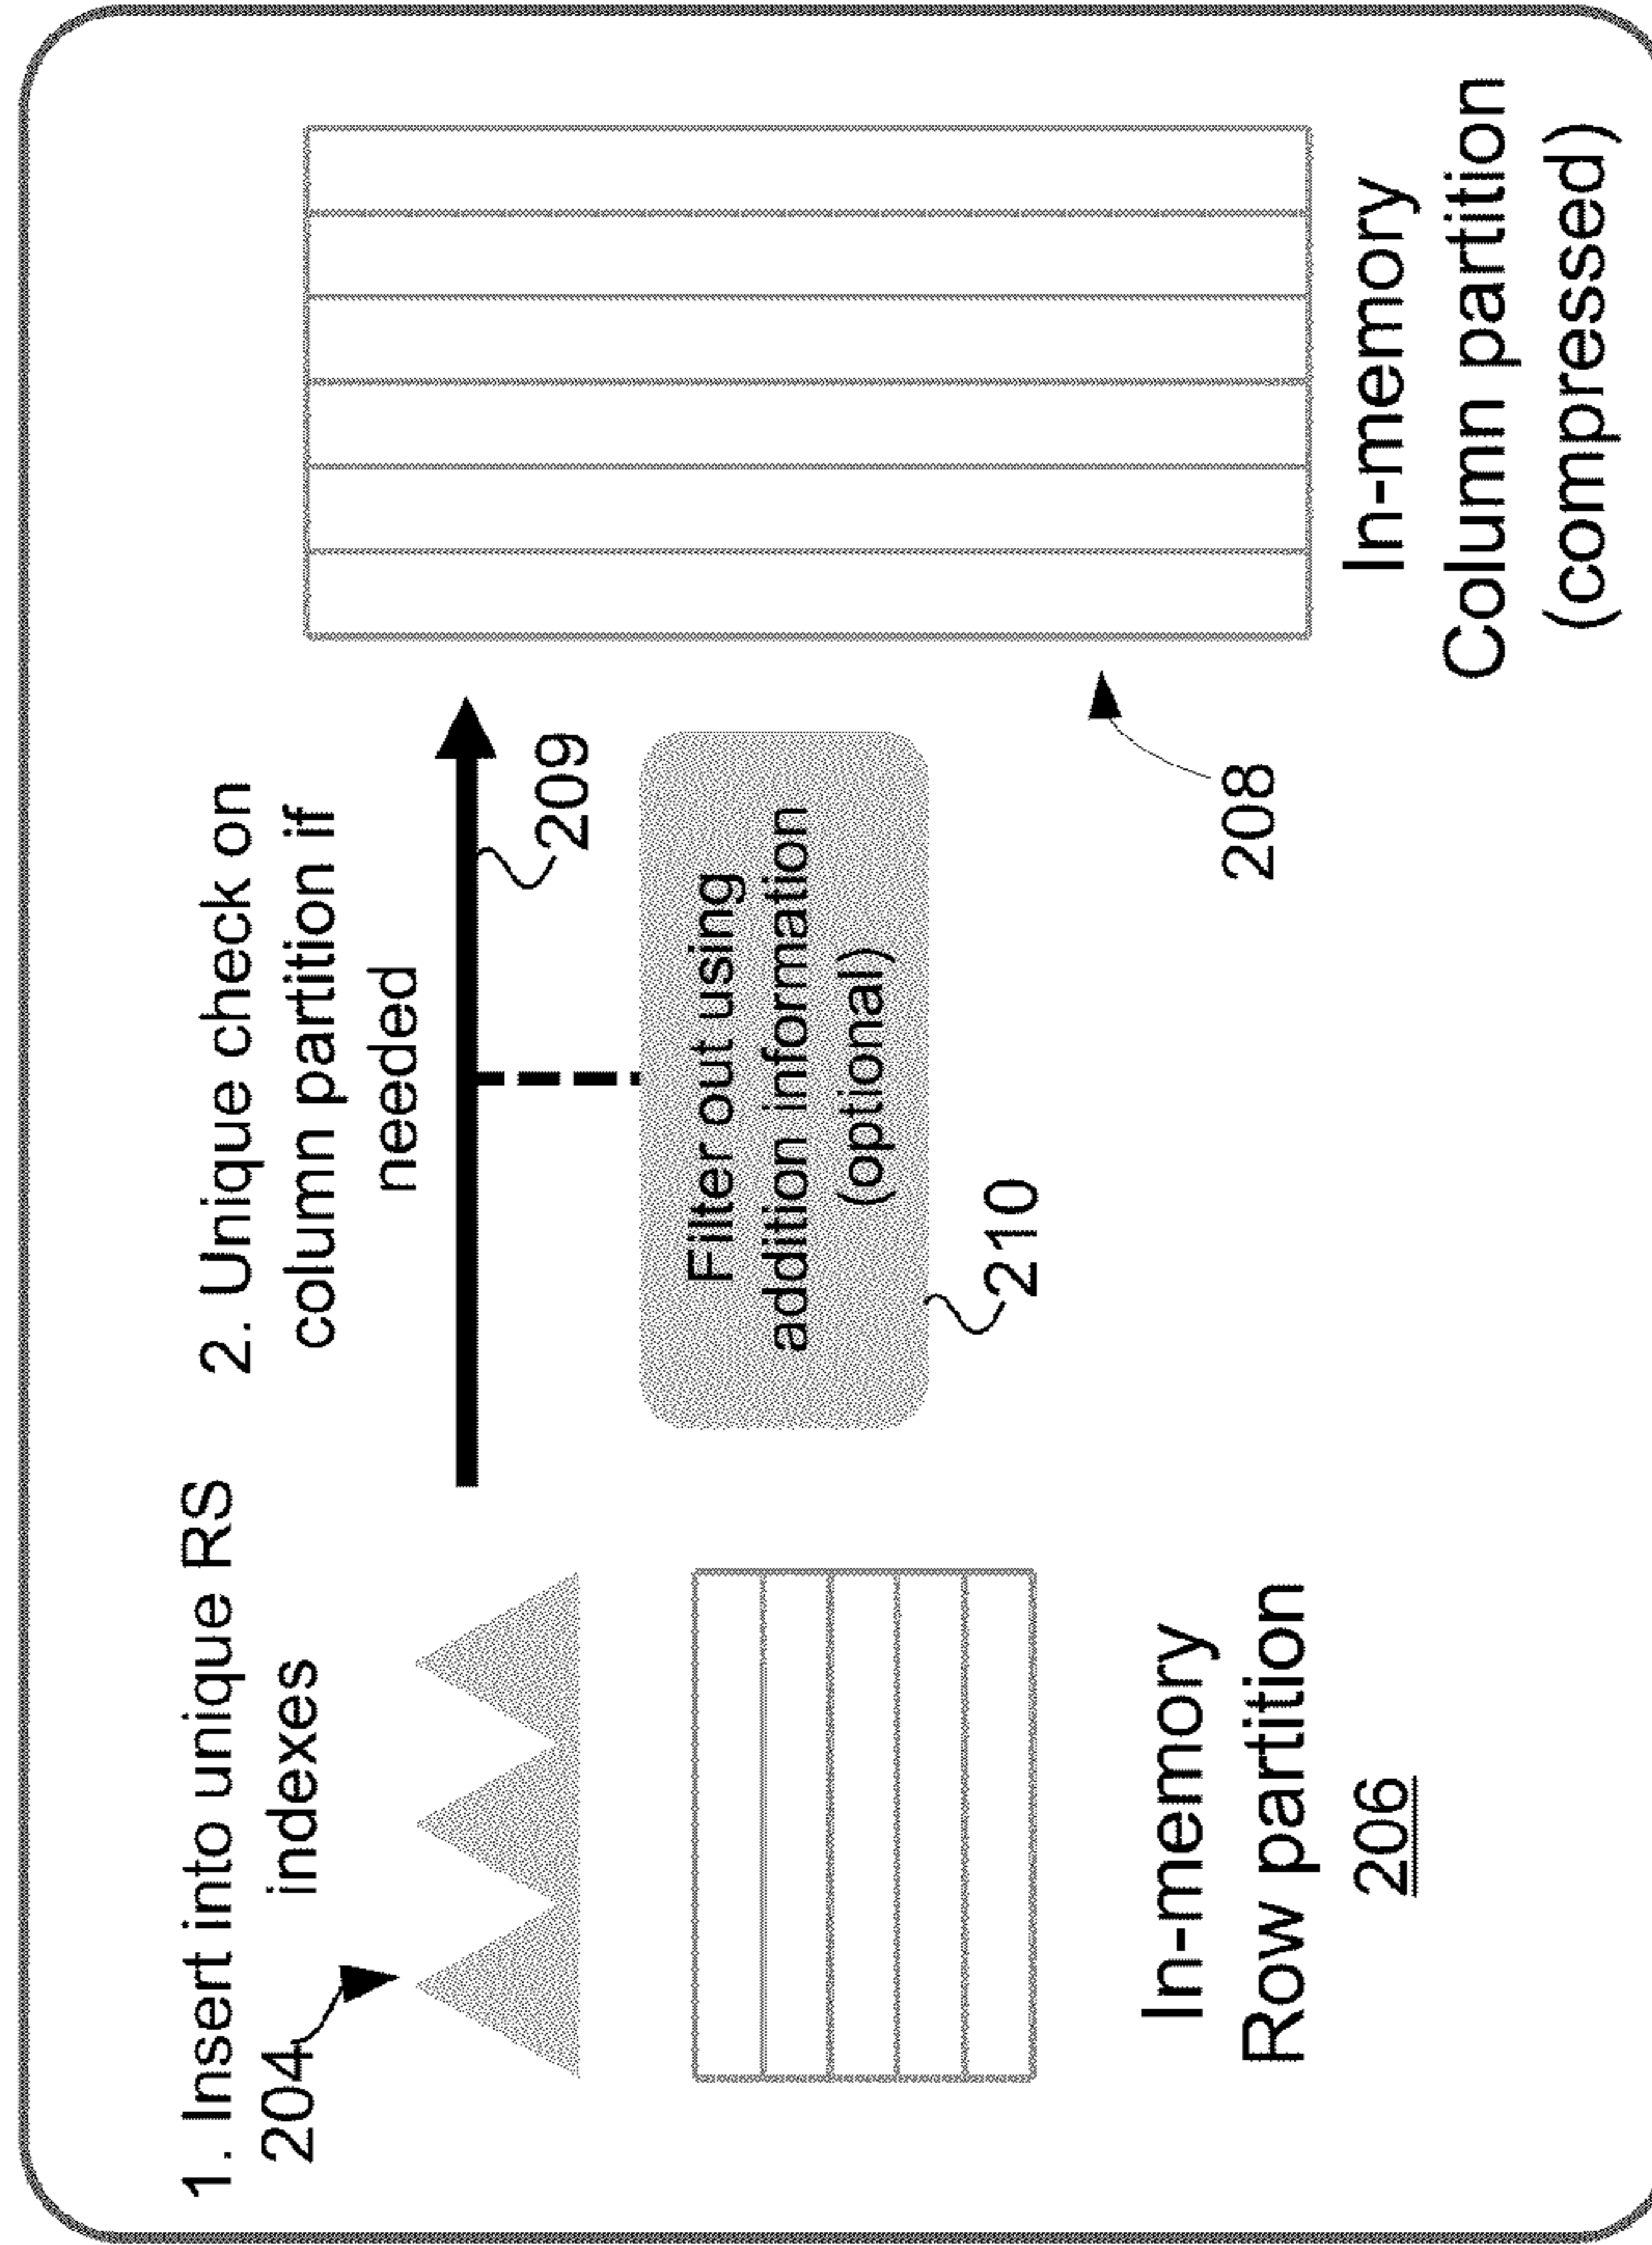 1. Insert into unique RS
indexes
204
In-memory
Row partition
206
2. Unique check on
column partition if
needed
209
Filter out using
addition information
(optional)
210
208
In-memory
Column partition
(compressed)